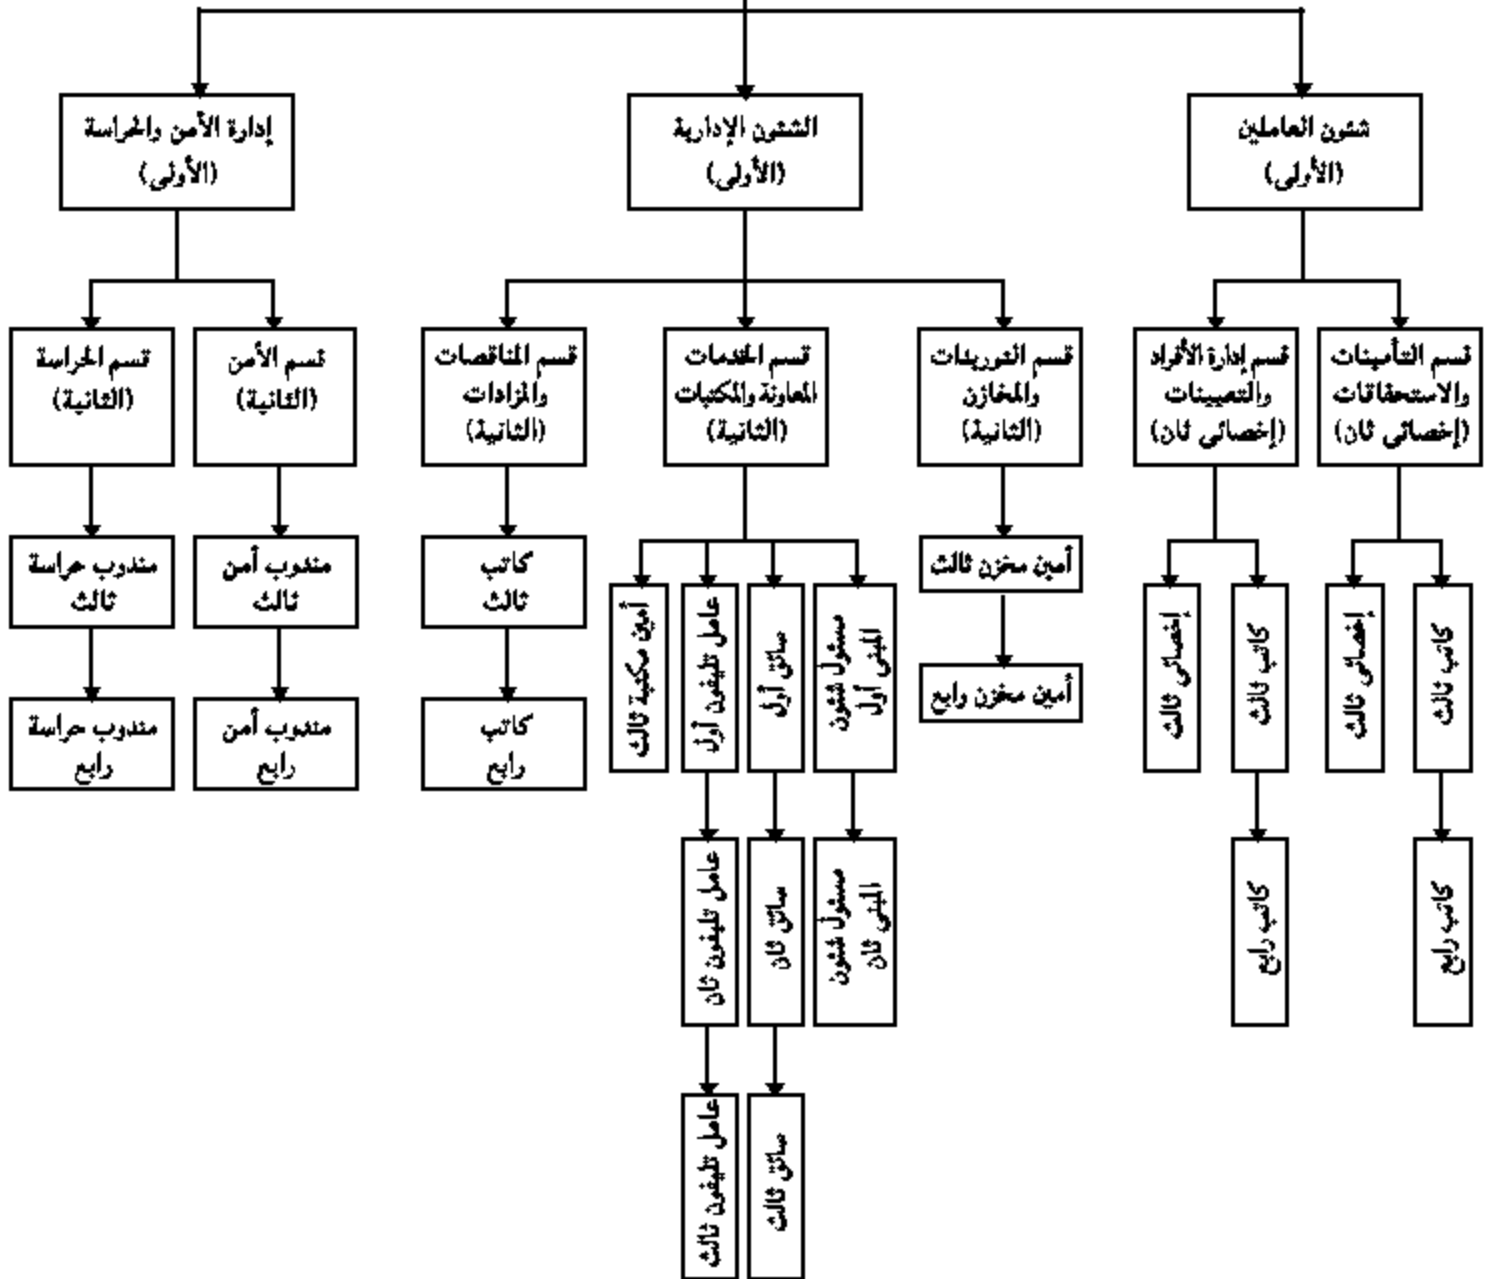 شئون العاملين
(الأولى)
الشئون الإدارية
(الأولى)
إدارة الأمن والحراسة
(الأولى)
قسم التأمينات
والاستحقاقات
(إخصائى ثان)
قسم إدارة الأفراد
والتعيينات
(إخصائى ثان)
قسم التوريدات
والمخازن
(الثانية)
قسم الخدمات
المعاونة والمكتبات
(الثانية)
قسم المناقصات
والمزادات
(الثانية)
قسم الأمن
(الثانية)
قسم الحراسة
(الثانية)
كاتب ثالث
إخصائى ثالث
كاتب ثالث
إخصائى ثالث
أمين مخزن ثالث
مسئول شئون
المبنى أول
سائق أول
عامل تليفون أول
أمين مكتبة ثالث
كاتب
ثالث
مندوب أمن
ثالث
مندوب حراسة
ثالث
كاتب رابع
كاتب رابع
أمين مخزن رابع
مسئول شئون
المبنى ثان
سائق ثان
عامل تليفون ثان
كاتب
رابع
مندوب أمن
رابع
مندوب حراسة
رابع
سائق ثالث
عامل تليفون ثالث